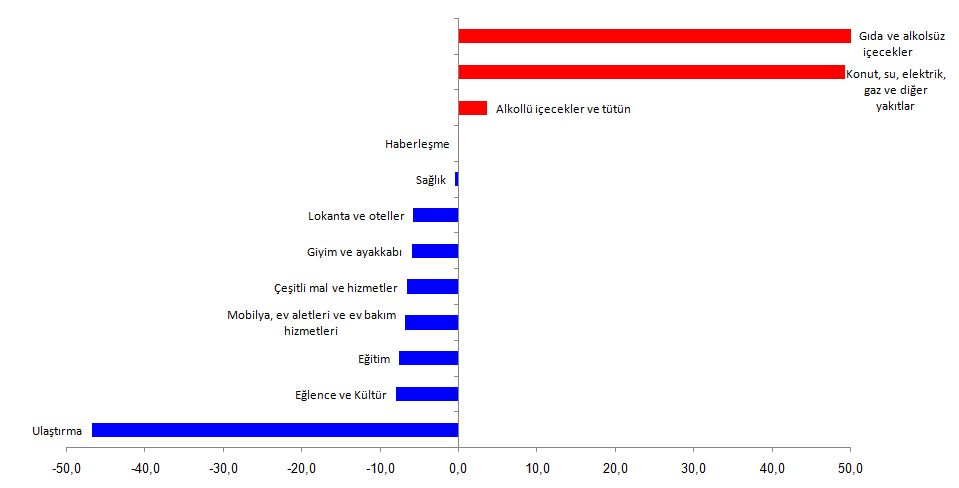 Gıda ve alkolsüz
içecekler
Konut, su, elektrik,
gaz ve diğer
yakıtlar
Alkollü içecekler ve tütün
Haberleşme
Sağlık
Lokanta ve oteller
Giyim ve ayakkabı
Çeşitli mal ve hizmetler
Mobilya, ev aletleri ve ev bakım
hizmetleri
Eğitim
Eğlence ve Kültür
Ulaştırma
-50,0 -40,0 -30,0 -20,0 -10,0 0,0 10,0 20,0 30,0 40,0 50,0